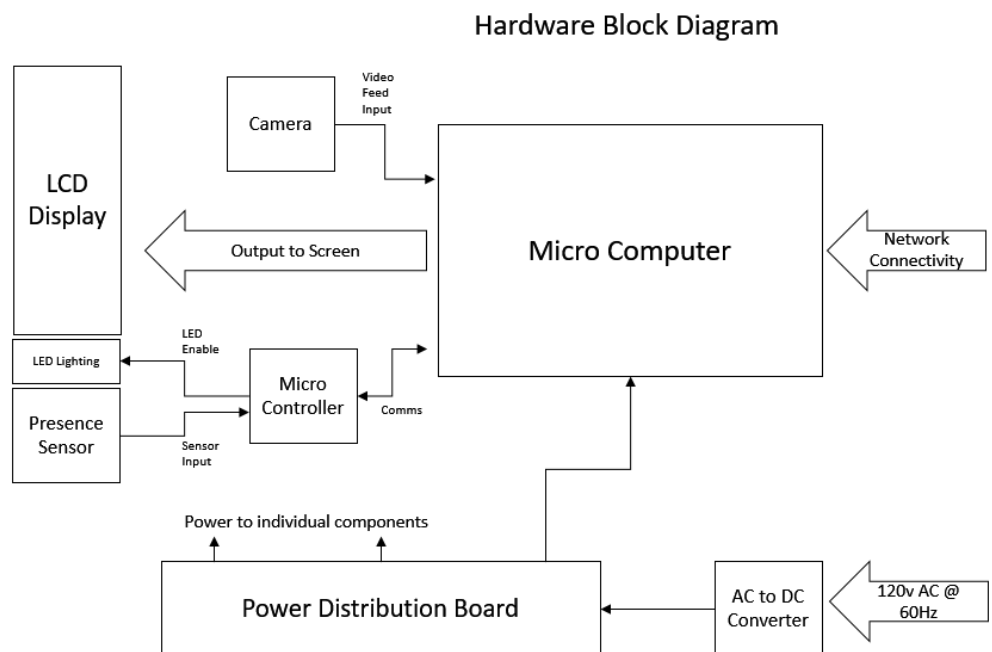 Hardware Block Diagram
Video
Feed
Input
Camera
LCD
Display
Micro Computer
Output to Screen
Network
Connectivity
LED
Enable
LED Lighting
Micro
Controller
Comms
Presence
Sensor
Sensor
Input
Power to individual components
Power Distribution Board
AC to DC
Converter
120v AC @
60Hz